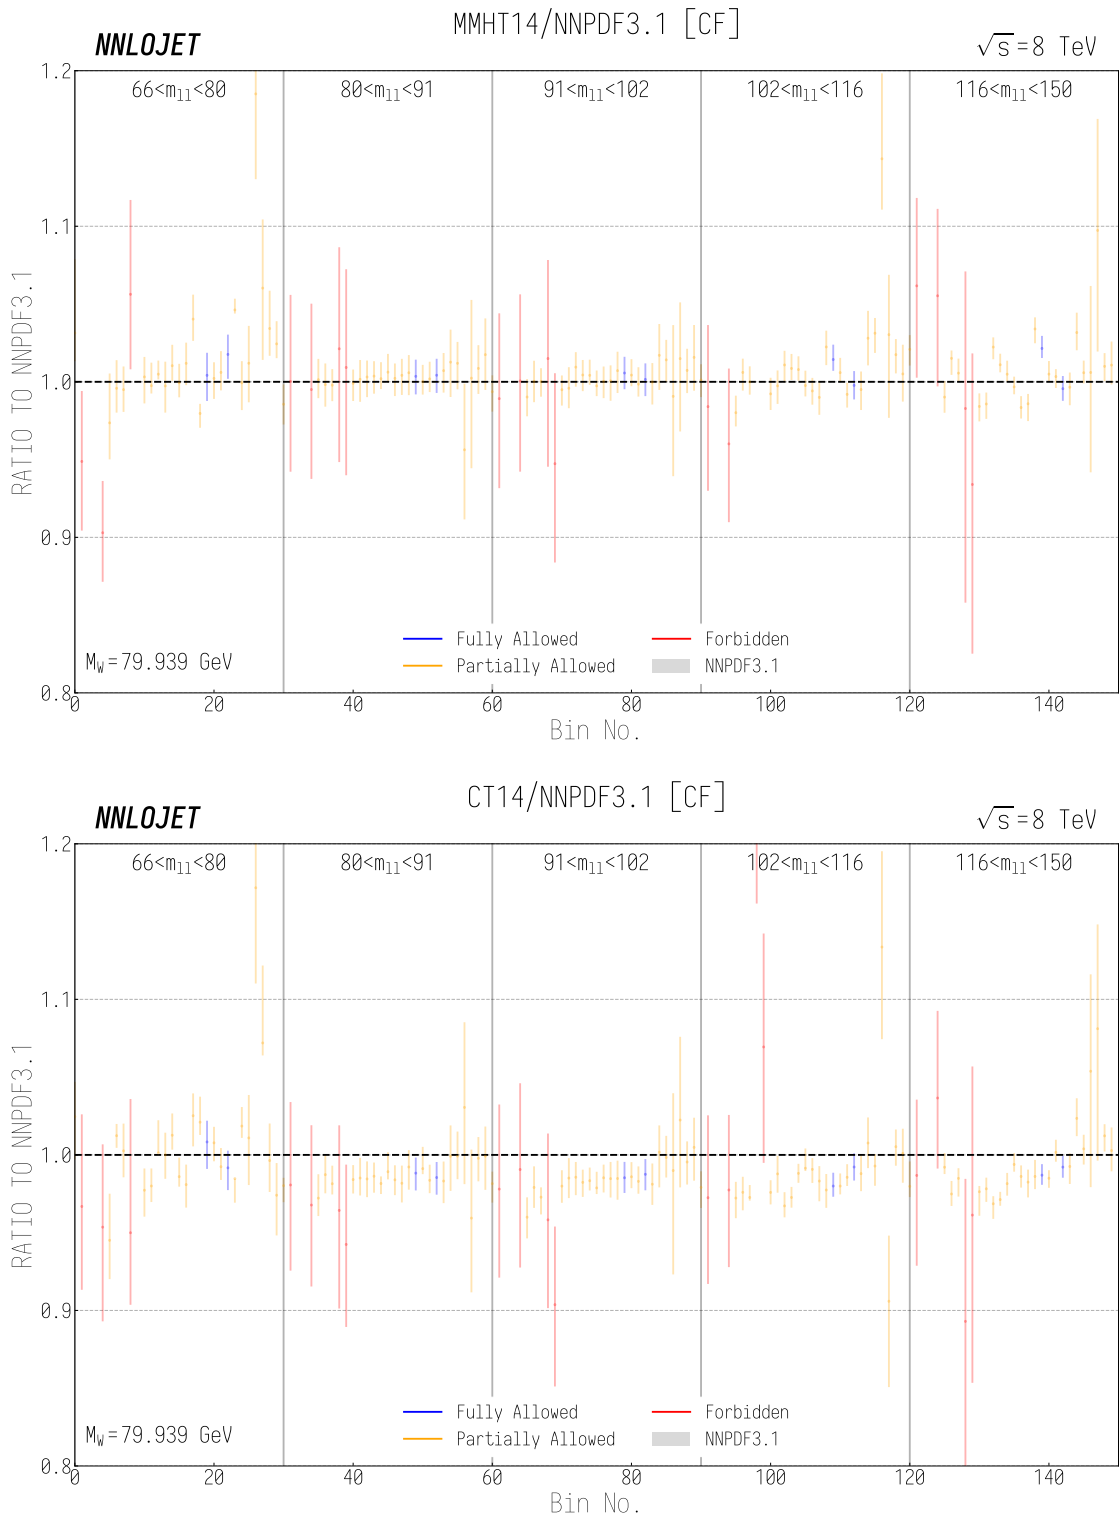 MMHT14/NNPDF3.1 [CF]
NNLOJET
√s=8 TeV
66<m_ll<80
80<m_ll<91
91<m_ll<102
102<m_ll<116
116<m_ll<150
1.2
1.1
1.0
0.9
0.8
RATIO TO NNPDF3.1
M_W=79.939 GeV
Fully Allowed
Partially Allowed
Forbidden
NNPDF3.1
0 20 40 60 80 100 120 140
Bin No.
CT14/NNPDF3.1 [CF]
NNLOJET
√s=8 TeV
66<m_ll<80
80<m_ll<91
91<m_ll<102
102<m_ll<116
116<m_ll<150
1.2
1.1
1.0
0.9
0.8
RATIO TO NNPDF3.1
M_W=79.939 GeV
Fully Allowed
Partially Allowed
Forbidden
NNPDF3.1
0 20 40 60 80 100 120 140
Bin No.